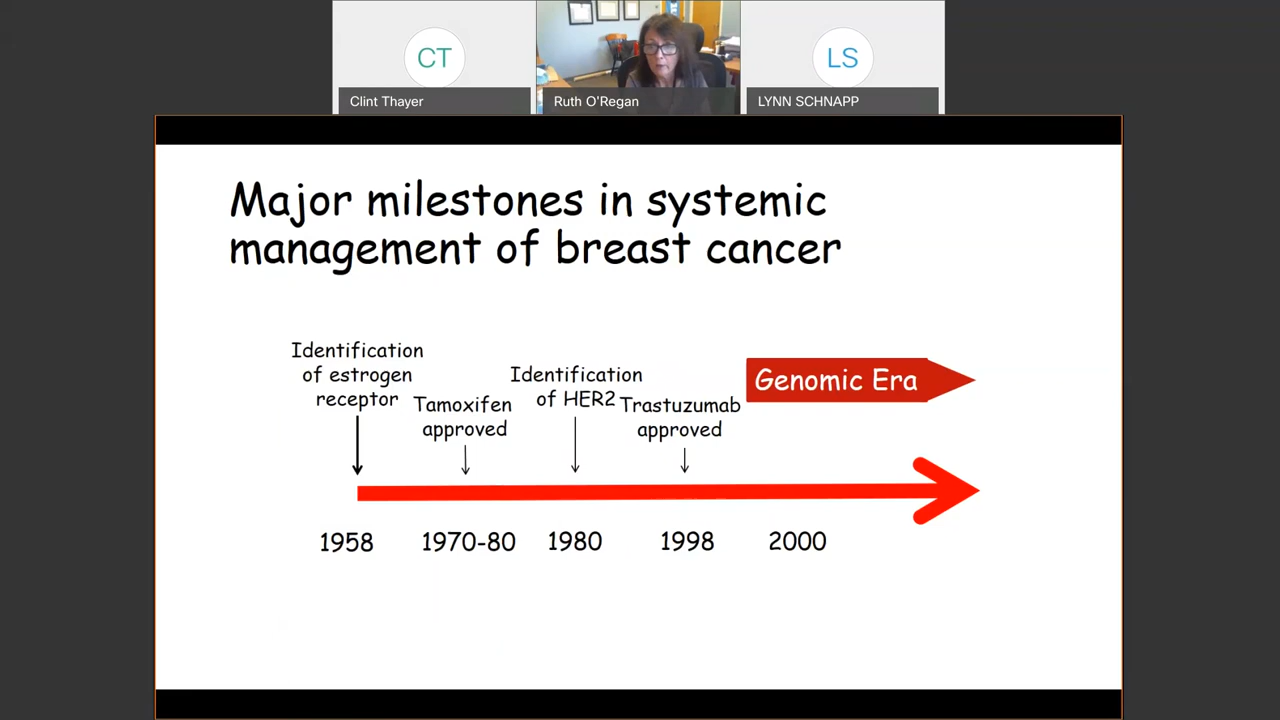 CT
LS
Clint Thayer
Ruth O'Regan
LYNN SCHNAPP
Major milestones in systemic
management of breast cancer
Identification
of estrogen
receptor
Tamoxifen
approved
Identification
of HER2
Trastuzumab
approved
Genomic Era
1958
1970-80
1980
1998
2000